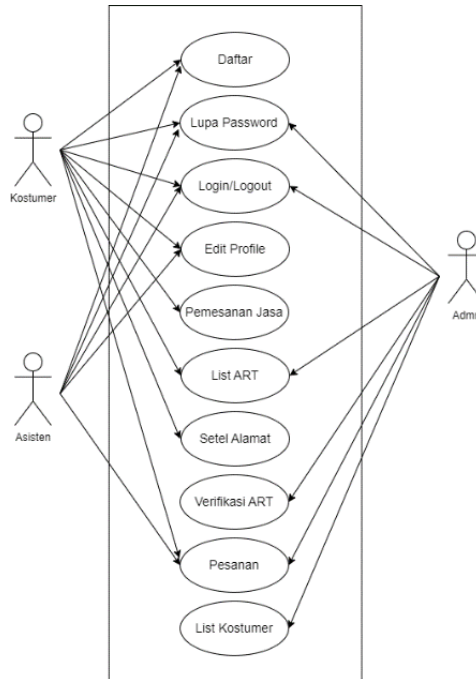 Daftar
Lupa Password
Kostumer
Login/Logout
Edit Profile
Pemesanan Jasa
List ART
Asisten
Setel Alamat
Verifikasi ART
Pesanan
List Kostumer